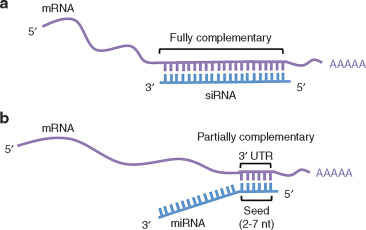 a
mRNA
5′
Fully complementary
AAAAA
3′
5′
siRNA
b
mRNA
Partially complementary
5′
3′ UTR
AAAAA
5′
3′
miRNA
Seed
(2-7 nt)